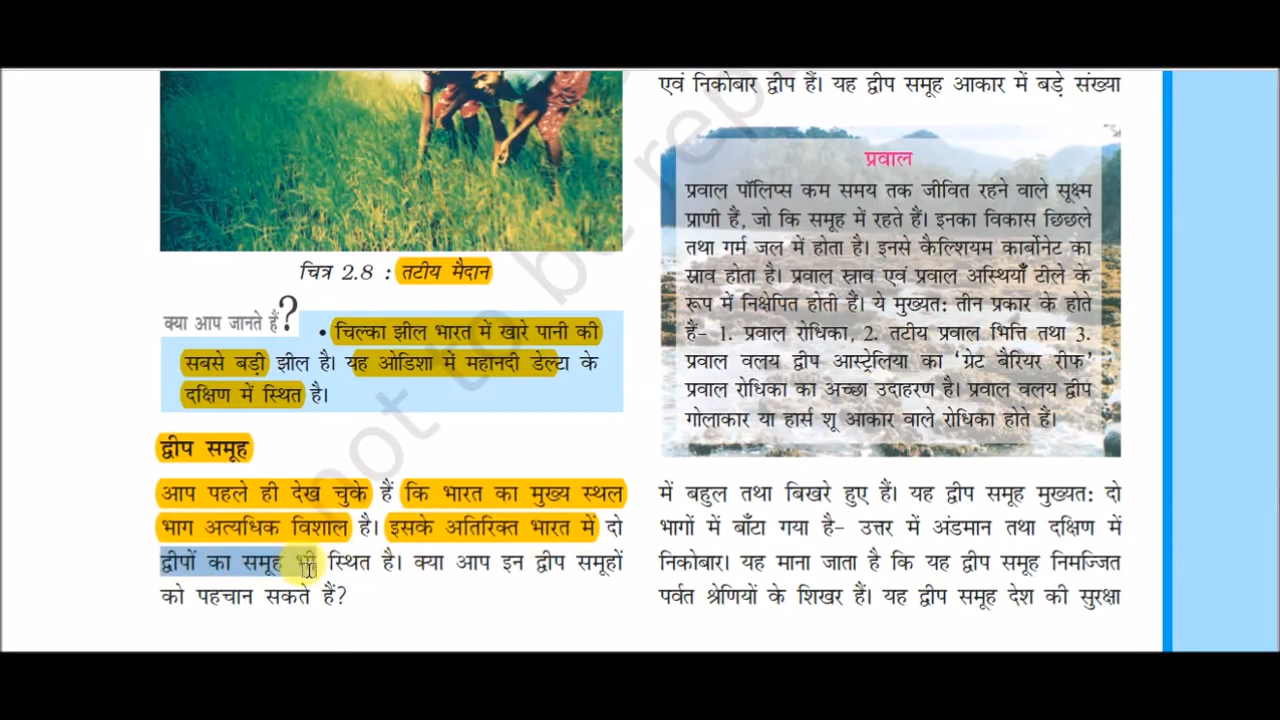 चित्र 2.8 : तटीय मैदान
क्या आप जानते हैं?
• चिल्का झील भारत में खारे पानी की
सबसे बड़ी झील है। यह ओडिशा में महानदी डेल्टा के
दक्षिण में स्थित है।
द्वीप समूह
आप पहले ही देख चुके हैं कि भारत का मुख्य स्थल
भाग अत्यधिक विशाल है। इसके अतिरिक्त भारत में दो
द्वीपों का समूह भी स्थित है। क्या आप इन द्वीप समूहों
को पहचान सकते हैं?
एवं निकोबार द्वीप हैं। यह द्वीप समूह आकार में बड़े संख्या
प्रवाल
प्रवाल पॉलिप्स कम समय तक जीवित रहने वाले सूक्ष्म
प्राणी हैं, जो कि समूह में रहते हैं। इनका विकास छिछले
तथा गर्म जल में होता है। इनसे कैल्शियम कार्बोनेट का
स्राव होता है। प्रवाल स्राव एवं प्रवाल अस्थियाँ टीले के
रूप में निक्षेपित होती हैं। ये मुख्यत: तीन प्रकार के होते
हैं- 1. प्रवाल रोधिका, 2. तटीय प्रवाल भित्ति तथा 3.
प्रवाल वलय द्वीप आस्ट्रेलिया का ‘ग्रेट बैरियर रीफ’
प्रवाल रोधिका का अच्छा उदाहरण है। प्रवाल वलय द्वीप
गोलाकार या हार्स शू आकार वाले रोधिका होते हैं।
में बहुल तथा बिखरे हुए हैं। यह द्वीप समूह मुख्यत: दो
भागों में बाँटा गया है- उत्तर में अंडमान तथा दक्षिण में
निकोबार। यह माना जाता है कि यह द्वीप समूह निमज्जित
पर्वत श्रेणियों के शिखर हैं। यह द्वीप समूह देश की सुरक्षा
not to be rep